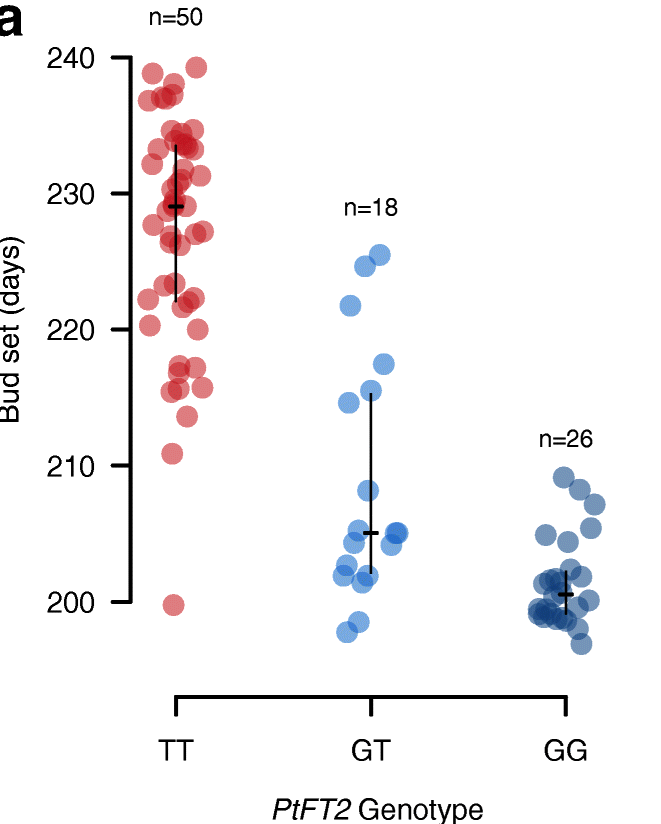 a
n=50
240
230
n=18
220
n=26
210
200
Bud set (days)
TT GT GG
PtFT2 Genotype